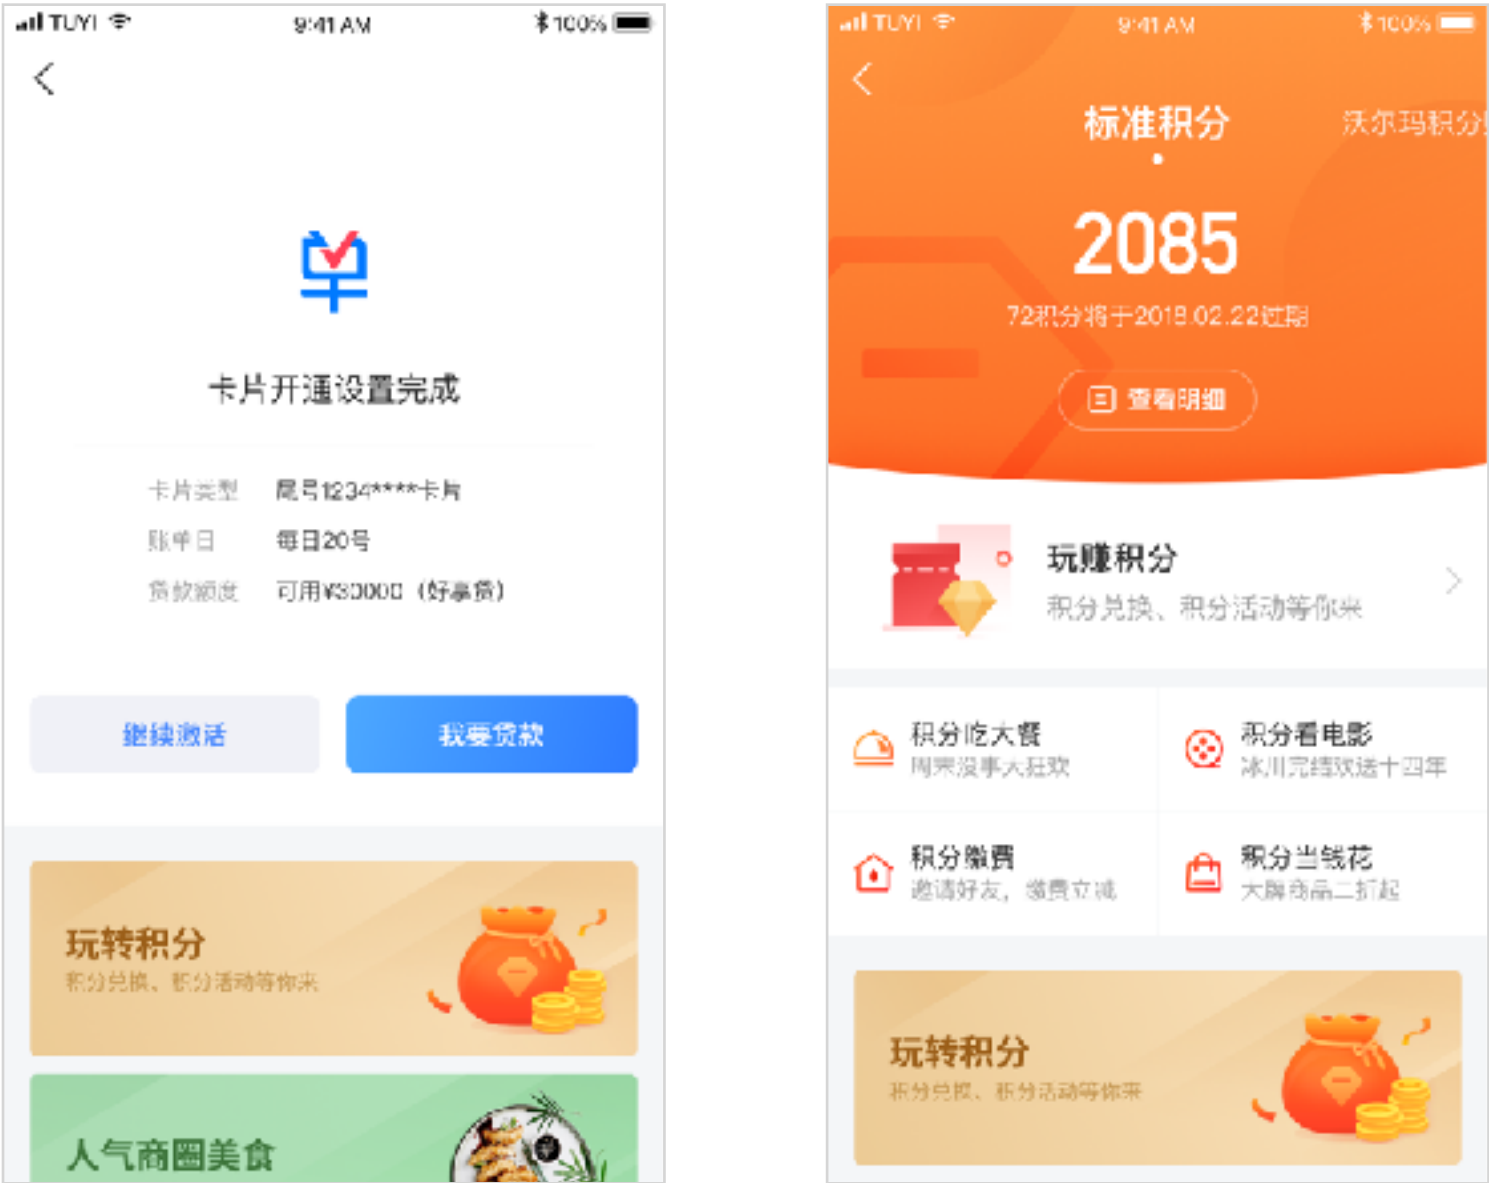 TUYI
9:41 AM
100%
卡片开通设置完成
卡片类型 尾号1234****卡片
账单日 每日20号
贷款额度 可用¥30000（好享贷）
继续激活
我要贷款
玩转积分
积分兑换、积分活动等你来
人气商圈美食
TUYI
9:41 AM
100%
标准积分
沃尔玛积分
2085
72积分将于2018.02.22过期
查看明细
玩赚积分
积分兑换、积分活动等你来
积分吃大餐
周末没事大狂欢
积分看电影
冰川完结欢送十四年
积分缴费
邀请好友，缴费立减
积分当钱花
大牌商品二折起
玩转积分
积分兑换、积分活动等你来